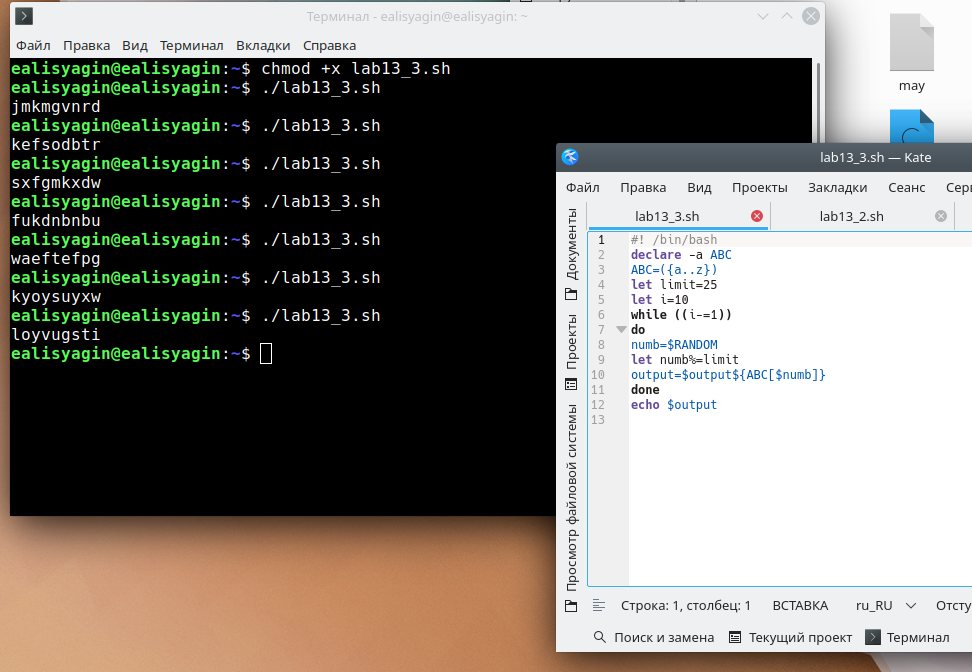 Терминал - ealisyagin@ealisyagin: ~
Файл Правка Вид Терминал Вкладки Справка
ealisyagin@ealisyagin:~$ chmod +x lab13_3.sh
ealisyagin@ealisyagin:~$ ./lab13_3.sh
jmkmgvnrd
ealisyagin@ealisyagin:~$ ./lab13_3.sh
kefsodbtr
ealisyagin@ealisyagin:~$ ./lab13_3.sh
sxfgmkxdw
ealisyagin@ealisyagin:~$ ./lab13_3.sh
fukdnbnbu
ealisyagin@ealisyagin:~$ ./lab13_3.sh
waeftefpg
ealisyagin@ealisyagin:~$ ./lab13_3.sh
kyoysuyxw
ealisyagin@ealisyagin:~$ ./lab13_3.sh
loyvugsti
ealisyagin@ealisyagin:~$
may
lab13_3.sh — Kate
Файл Правка Вид Проекты Закладки Сеанс Серв
lab13_3.sh lab13_2.sh
Документы
Проекты
Просмотр файловой системы
1 #! /bin/bash
2 declare -a ABC
3 ABC=({a..z})
4 let limit=25
5 let i=10
6 while ((i-=1))
7 do
8 numb=$RANDOM
9 let numb%=limit
10 output=$output${ABC[$numb]}
11 done
12 echo $output
13
Строка: 1, столбец: 1 ВСТАВКА ru_RU Отсту
Поиск и замена Текущий проект Терминал